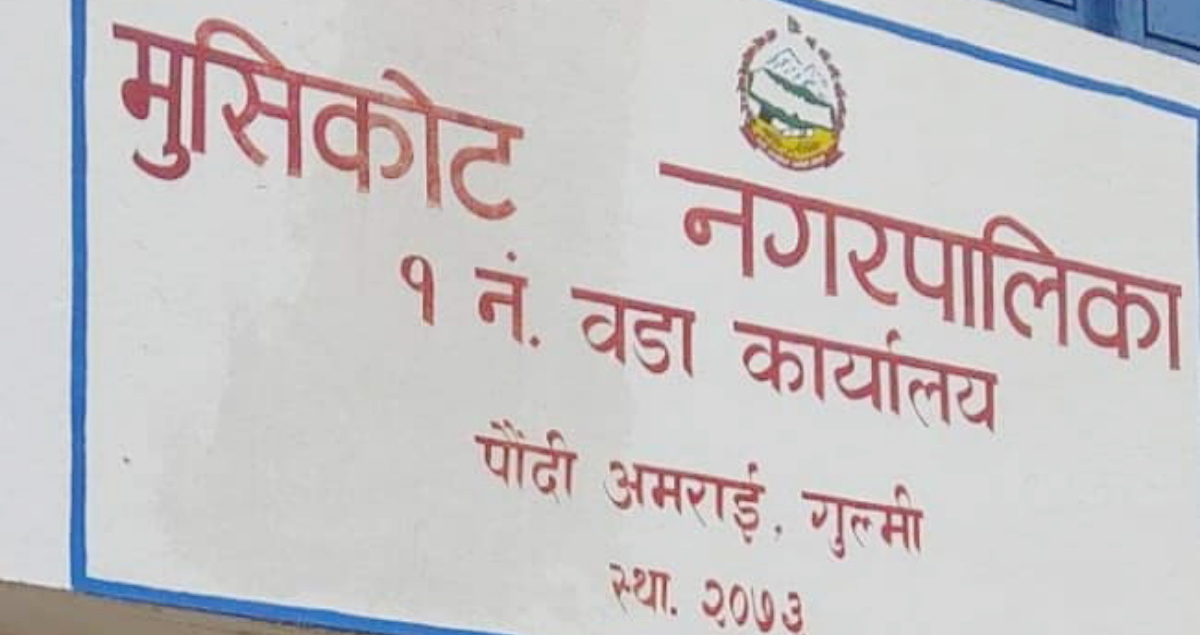 मुसिकोट नगरपालिका
१ नं. वडा कार्यालय
पौंदी अमराई, गुल्मी
स्था. २०७३